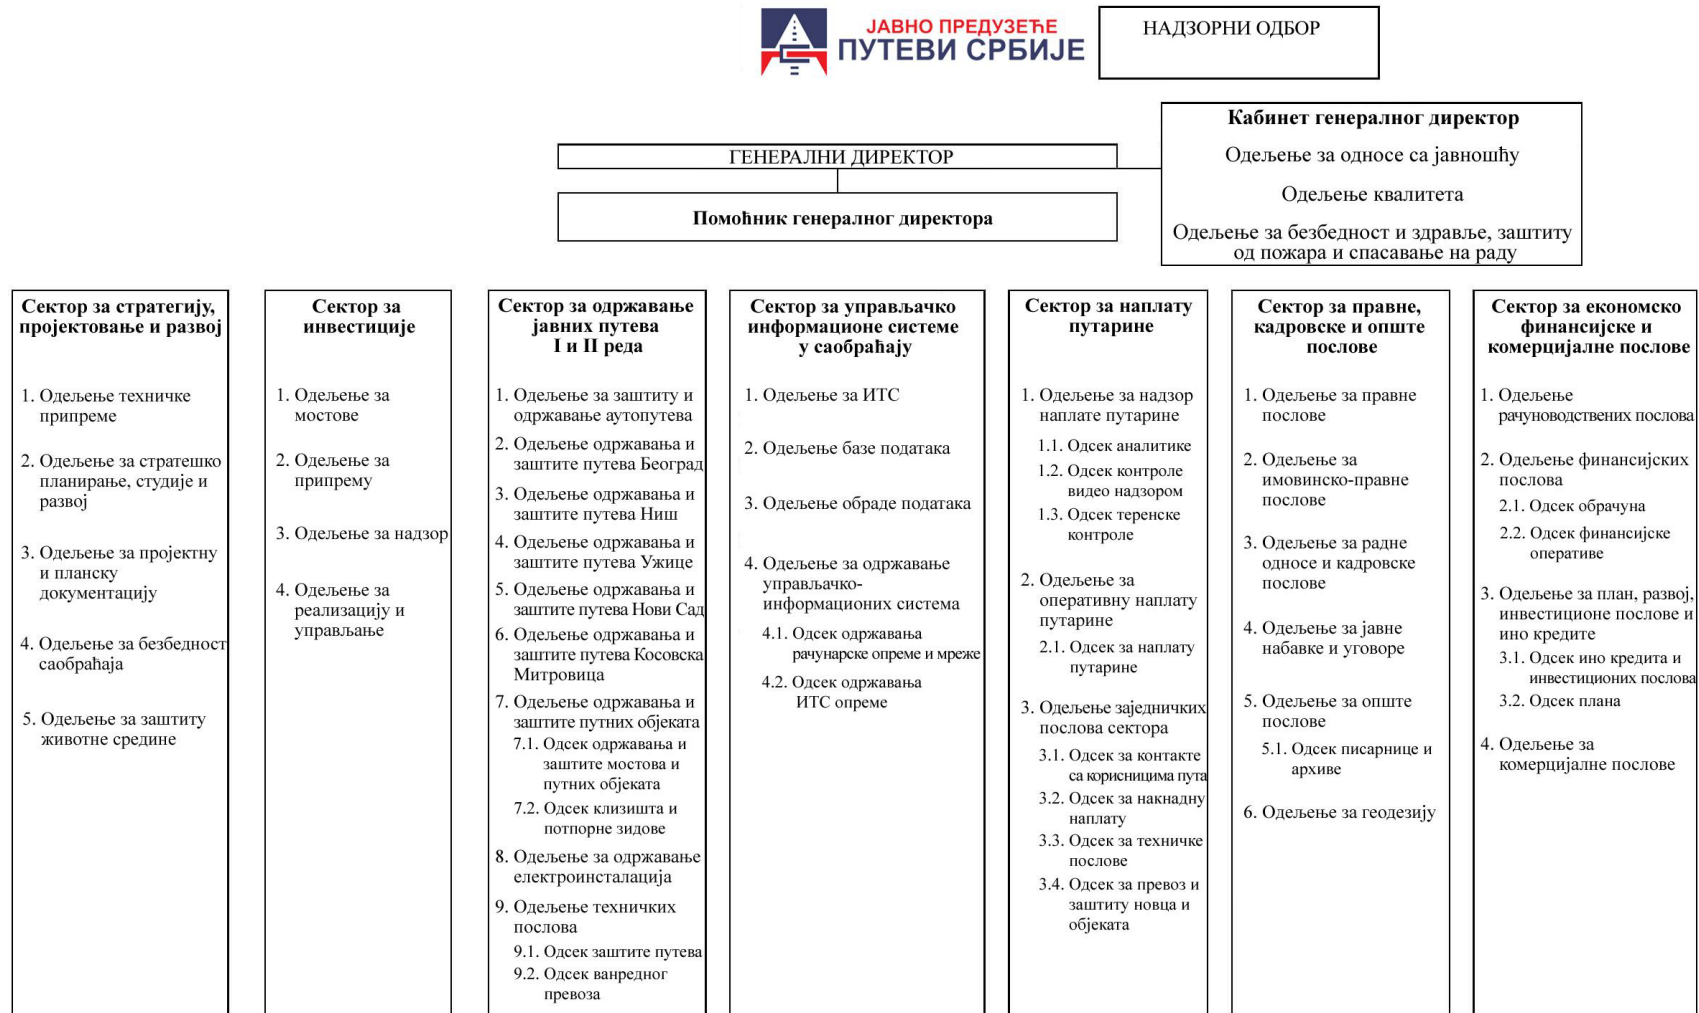 ЈАВНО ПРЕДУЗЕЋЕ
ПУТЕВИ СРБИЈЕ
НАДЗОРНИ ОДБОР
Кабинет генералног директор
Одељење за односе са јавношћу
Одељење квалитета
Одељење за безбедност и здравље, заштиту
од пожара и спасавање на раду
ГЕНЕРАЛНИ ДИРЕКТОР
Помоћник генералног директора
Сектор за стратегију,
пројектовање и развој
1. Одељење техничке
припреме
2. Одељење за стратешко
планирање, студије и
развој
3. Одељење за пројектну
и планску
документацију
4. Одељење за безбедност
саобраћаја
5. Одељење за заштиту
животне средине
Сектор за
инвестиције
1. Одељење за
мостове
2. Одељење за
припрему
3. Одељење за надзор
4. Одељење за
реализацију и
управљање
Сектор за одржавање
јавних путева
I и II реда
1. Одељење за заштиту и
одржавање аутопутева
2. Одељење одржавања и
заштите путева Београд
3. Одељење одржавања и
заштите путева Ниш
4. Одељење одржавања и
заштите путева Ужице
5. Одељење одржавања и
заштите путева Нови Сад
6. Одељење одржавања и
заштите путева Косовска
Митровица
7. Одељење одржавања и
заштите путних објеката
7.1. Одсек одржавања и
заштите мостова и
путних објеката
7.2. Одсек клизишта и
потпорне зидове
8. Одељење за одржавање
електроинсталација
9. Одељење техничких
послова
9.1. Одсек заштите путева
9.2. Одсек ванредног
превоза
Сектор за управљачко
информационе системе
у саобраћају
1. Одељење за ИТС
2. Одељење базе података
3. Одељење обраде података
4. Одељење за одржавање
управљачко-
информационих система
4.1. Одсек одржавања
рачунарске опреме и мреже
4.2. Одсек одржавања
ИТС опреме
Сектор за наплату
путарине
1. Одељење за надзор
наплате путарине
1.1. Одсек аналитике
1.2. Одсек контроле
видео надзором
1.3. Одсек теренске
контроле
2. Одељење за
оперативну наплату
путарине
2.1. Одсек за наплату
путарине
3. Одељење заједничких
послова сектора
3.1. Одсек за контакте
са корисницима пута
3.2. Одсек за накнадну
наплату
3.3. Одсек за техничке
послове
3.4. Одсек за превоз и
заштиту новца и
објеката
Сектор за правне,
кадровске и опште
послове
1. Одељење за правне
послове
2. Одељење за
имовинско-правне
послове
3. Одељење за радне
односе и кадровске
послове
4. Одељење за јавне
набавке и уговоре
5. Одељење за опште
послове
5.1. Одсек писарнице и
архиве
6. Одељење за геодезију
Сектор за економско
финансијске и
комерцијалне послове
1. Одељење
рачуноводствених послова
2. Одељење финансијских
послова
2.1. Одсек обрачуна
2.2. Одсек финансијске
оперативе
3. Одељење за план, развој,
инвестиционе послове и
ино кредите
3.1. Одсек ино кредита и
инвестиционих послова
3.2. Одсек плана
4. Одељење за
комерцијалне послове